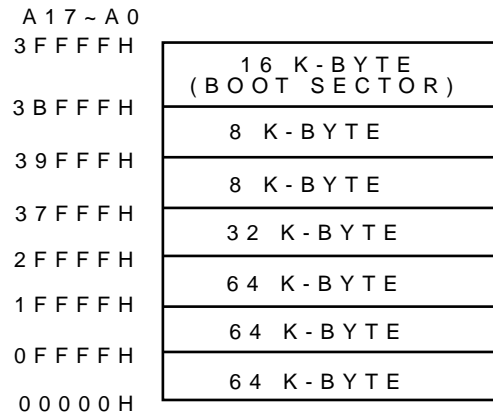 A17~A0
3FFFFH
16 K-BYTE
(BOOT SECTOR)
3BFFFH
8 K-BYTE
39FFFH
8 K-BYTE
37FFFH
32 K-BYTE
2FFFFH
64 K-BYTE
1FFFFH
64 K-BYTE
0FFFFH
64 K-BYTE
00000H